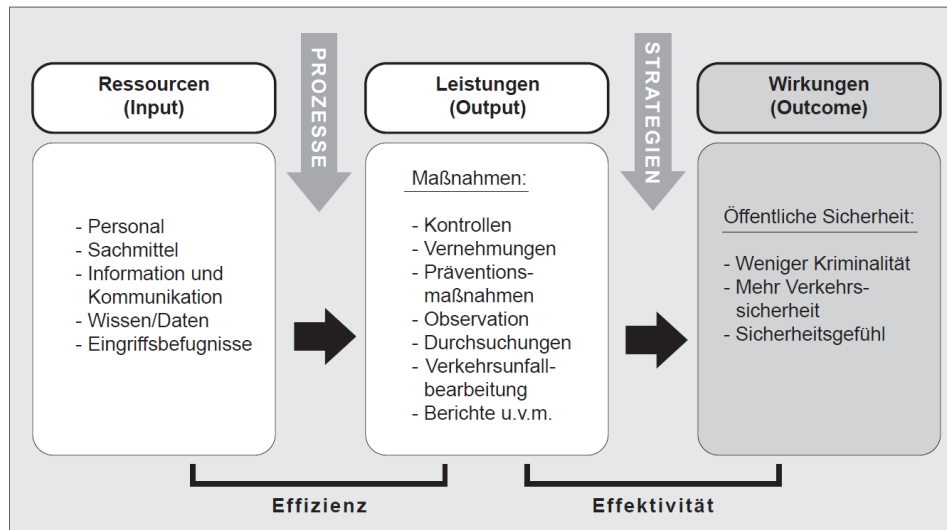 PROZESSE
STRATEGIEN
Ressourcen
(Input)
Leistungen
(Output)
Wirkungen
(Outcome)
- Personal
- Sachmittel
- Information und
Kommunikation
- Wissen/Daten
- Eingriffsbefugnisse
Maßnahmen:
- Kontrollen
- Vernehmungen
- Präventions-
maßnahmen
- Observation
- Durchsuchungen
- Verkehrsunfall-
bearbeitung
- Berichte u.v.m.
Öffentliche Sicherheit:
- Weniger Kriminalität
- Mehr Verkehrs-
sicherheit
- Sicherheitsgefühl
Effizienz
Effektivität